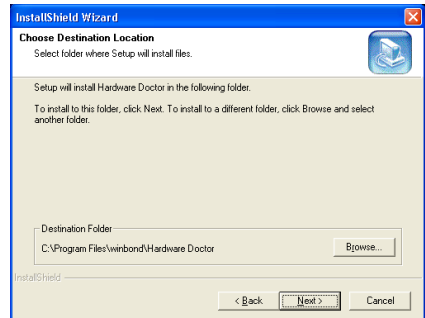 InstallShield Wizard
Choose Destination Location
Select folder where Setup will install files.
Setup will install Hardware Doctor in the following folder.
To install to this folder, click Next. To install to a different folder, click Browse and select
another folder.
Destination Folder
C:\Program Files\winbond\Hardware Doctor
Browse...
InstallShield
< Back
Next >
Cancel